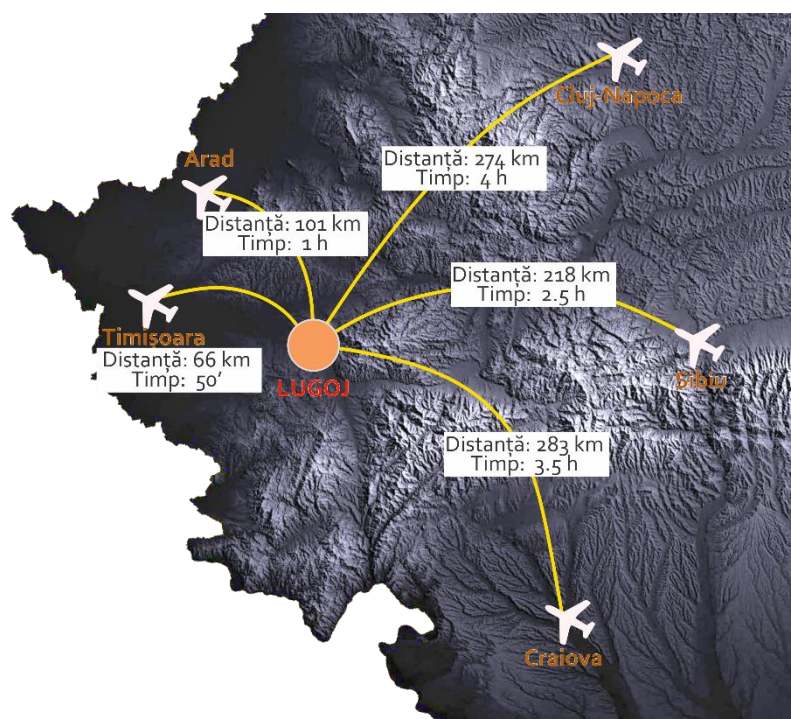 Cluj-Napoca
Distanță: 274 km
Timp: 4 h
Arad
Distanță: 101 km
Timp: 1 h
Distanță: 218 km
Timp: 2.5 h
Timișoara
Distanță: 66 km
Timp: 50'
LUGOJ
Sibiu
Distanță: 283 km
Timp: 3.5 h
Craiova